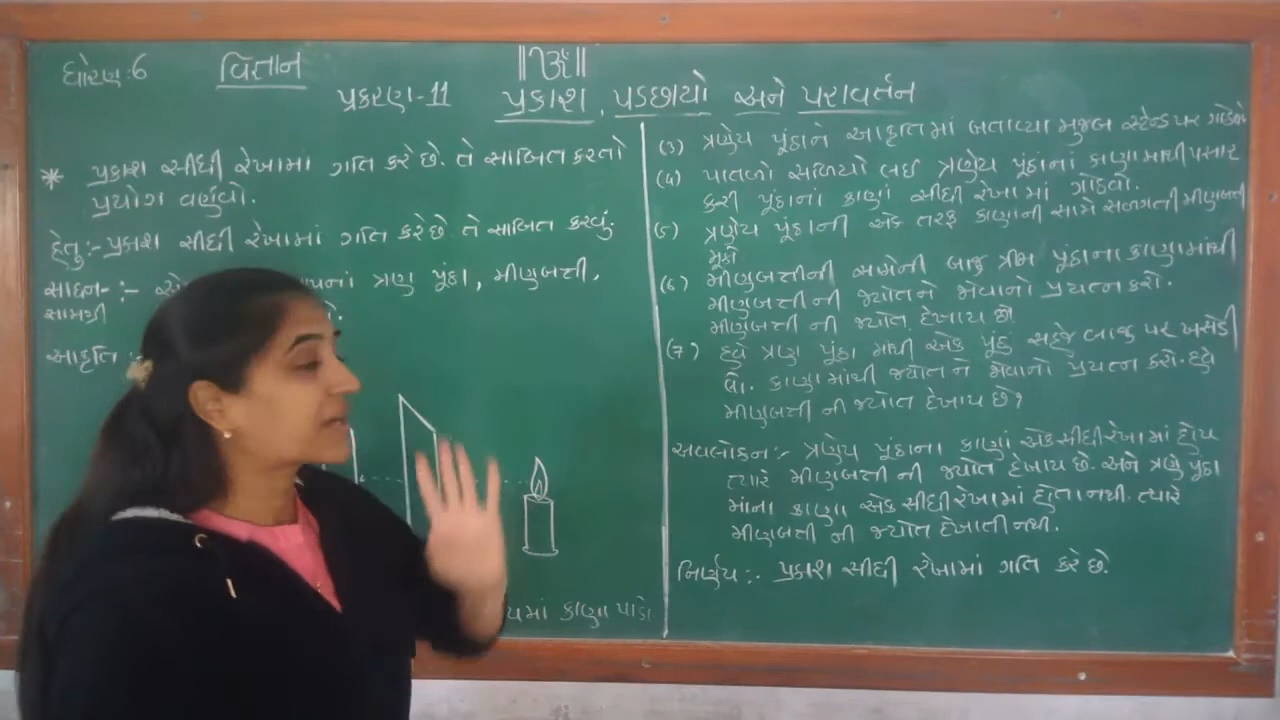 ધોરણ:6
વિજ્ઞાન
||ૐ||
પ્રકરણ-11 પ્રકાશ, પડછાયો અને પરાવર્તન
* પ્રકાશ સીધી રેખામાં ગતિ કરે છે. તે સાબિત કરતો
પ્રયોગ વર્ણવો.
હેતુ:- પ્રકાશ સીધી રેખામાં ગતિ કરે છે તે સાબિત કરવું.
સાધન-:- ત્રણ પૂંઠા, મીણબત્તી,
સામગ્રી
આકૃતિ:
કાણા પાડો
(3) ત્રણેય પૂંઠાને આકૃતિમાં બતાવ્યા મુજબ સ્ટેન્ડ પર ગોઠવો
(4) પાતળો સળિયો લઈ ત્રણેય પૂંઠાનાં કાણામાંથી પસાર
કરી પૂંઠાનાં કાણાં સીધી રેખામાં ગોઠવો.
(5) ત્રણેય પૂંઠાની એક તરફ કાણાની સામે સળગતી મીણબત્તી
મૂકો
(6) મીણબત્તીની સામેની બાજુ ત્રીજા પૂંઠાના કાણામાંથી
મીણબત્તીની જ્યોતને જોવાનો પ્રયત્ન કરો.
મીણબત્તી ની જ્યોત દેખાય છે
(7) હવે ત્રણ પૂંઠા માંથી એક પૂંઠું સહેજ બાજુ પર ખસેડી
લો. કાણામાંથી જ્યોતને જોવાનો પ્રયત્ન કરો. હવે
મીણબત્તી ની જ્યોત દેખાય છે?
અવલોકન:- ત્રણેય પૂંઠાના કાણાં એક સીધી રેખામાં હોય
ત્યારે મીણબત્તી ની જ્યોત દેખાય છે. અને ત્રણે પૂંઠા
માંના કાણા એક સીધી રેખામાં હોતા નથી. ત્યારે
મીણબત્તી ની જ્યોત દેખાતી નથી.
નિર્ણય:- પ્રકાશ સીધી રેખામાં ગતિ કરે છે.